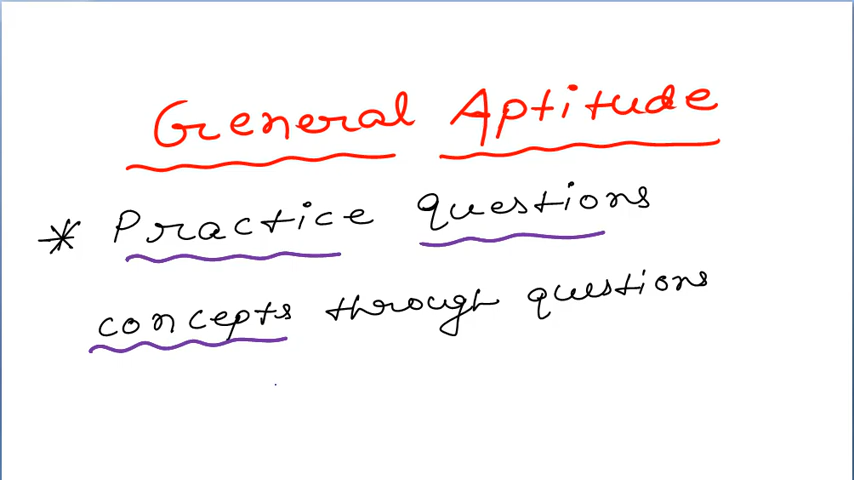 General Aptitude
* Practice questions
concepts through questions